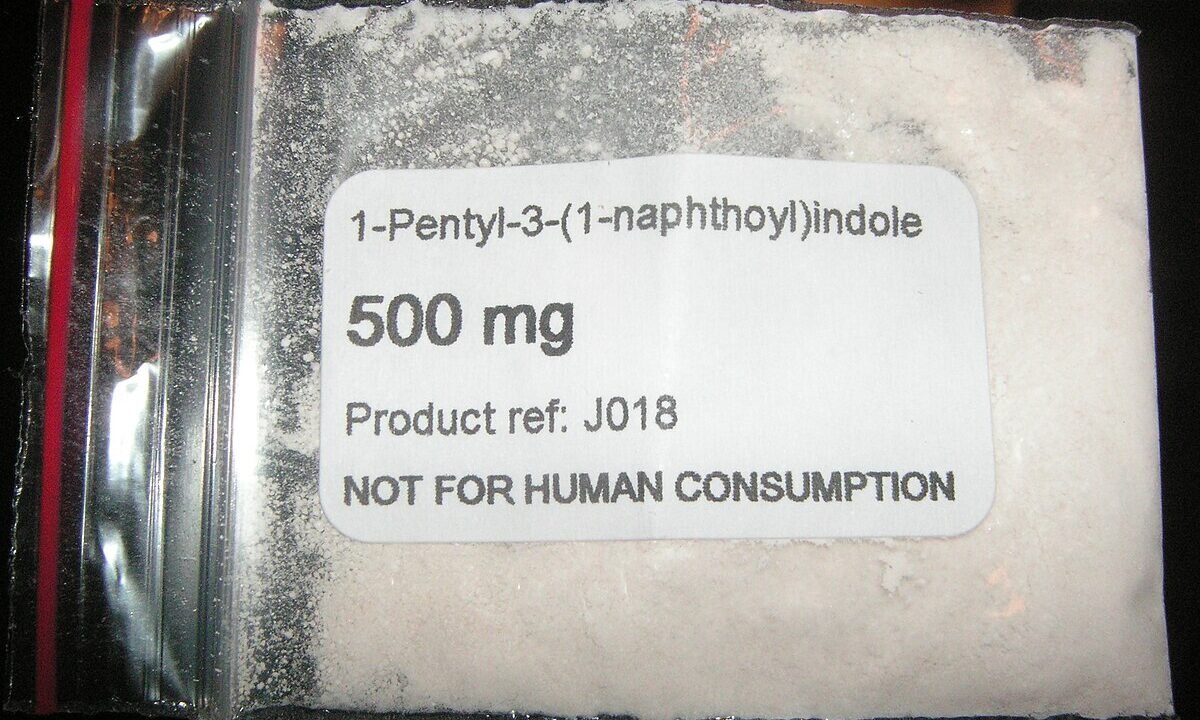 1-Pentyl-3-(1-naphthoyl)indole
500 mg
Product ref: J018
NOT FOR HUMAN CONSUMPTION